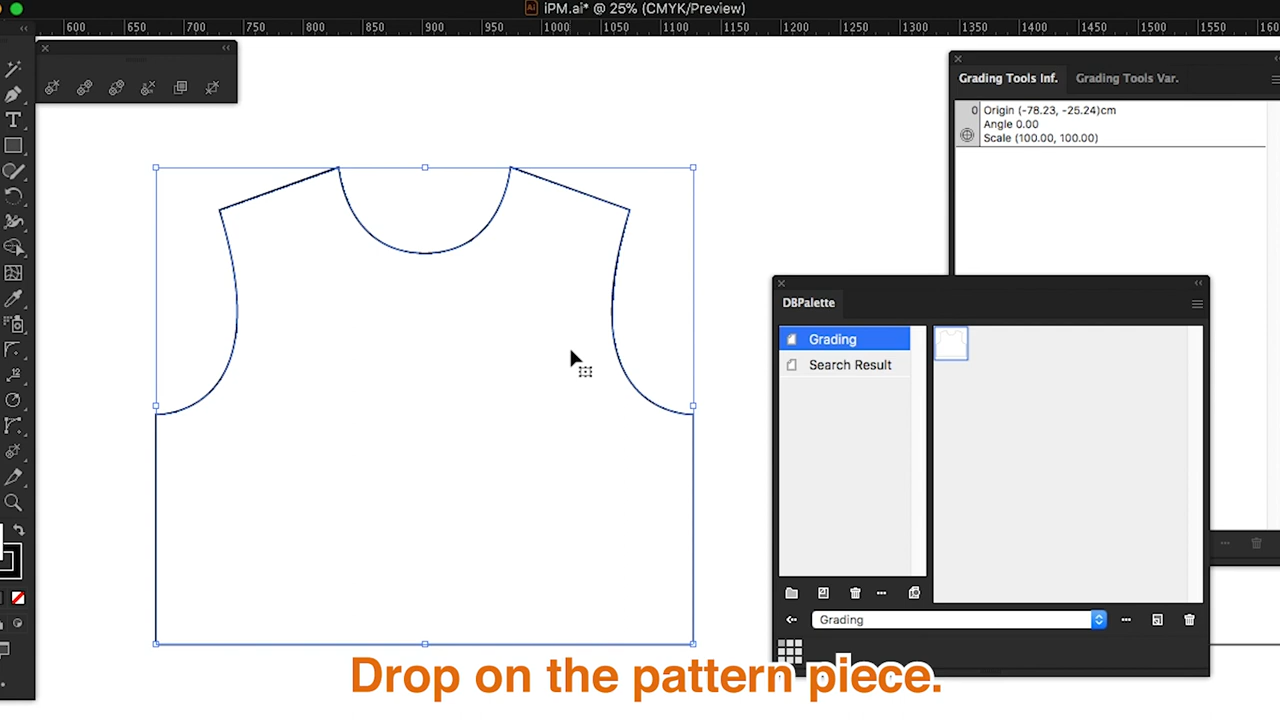 Ai iPM.ai* @ 25% (CMYK/Preview)
600 650 700 750 800 850 900 950 1000 1050 1100 1150 1200 1250 1300 1350 1400 1450 1500 1550
Grading Tools Inf. Grading Tools Var.
0 Origin (-78.23, -25.24)cm
Angle 0.00
Scale (100.00, 100.00)
DBPalette
Grading
Search Result
Grading
Drop on the pattern piece.